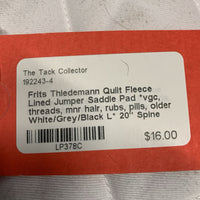 The Tack Collector
192243-4
Frits Thiedemann Quilt Fleece
Lined Jumper Saddle Pad *vgc,
threads, mnr hair, rubs, pills, older
White/Grey/Black L* 20" Spine
$16.00
LP378C